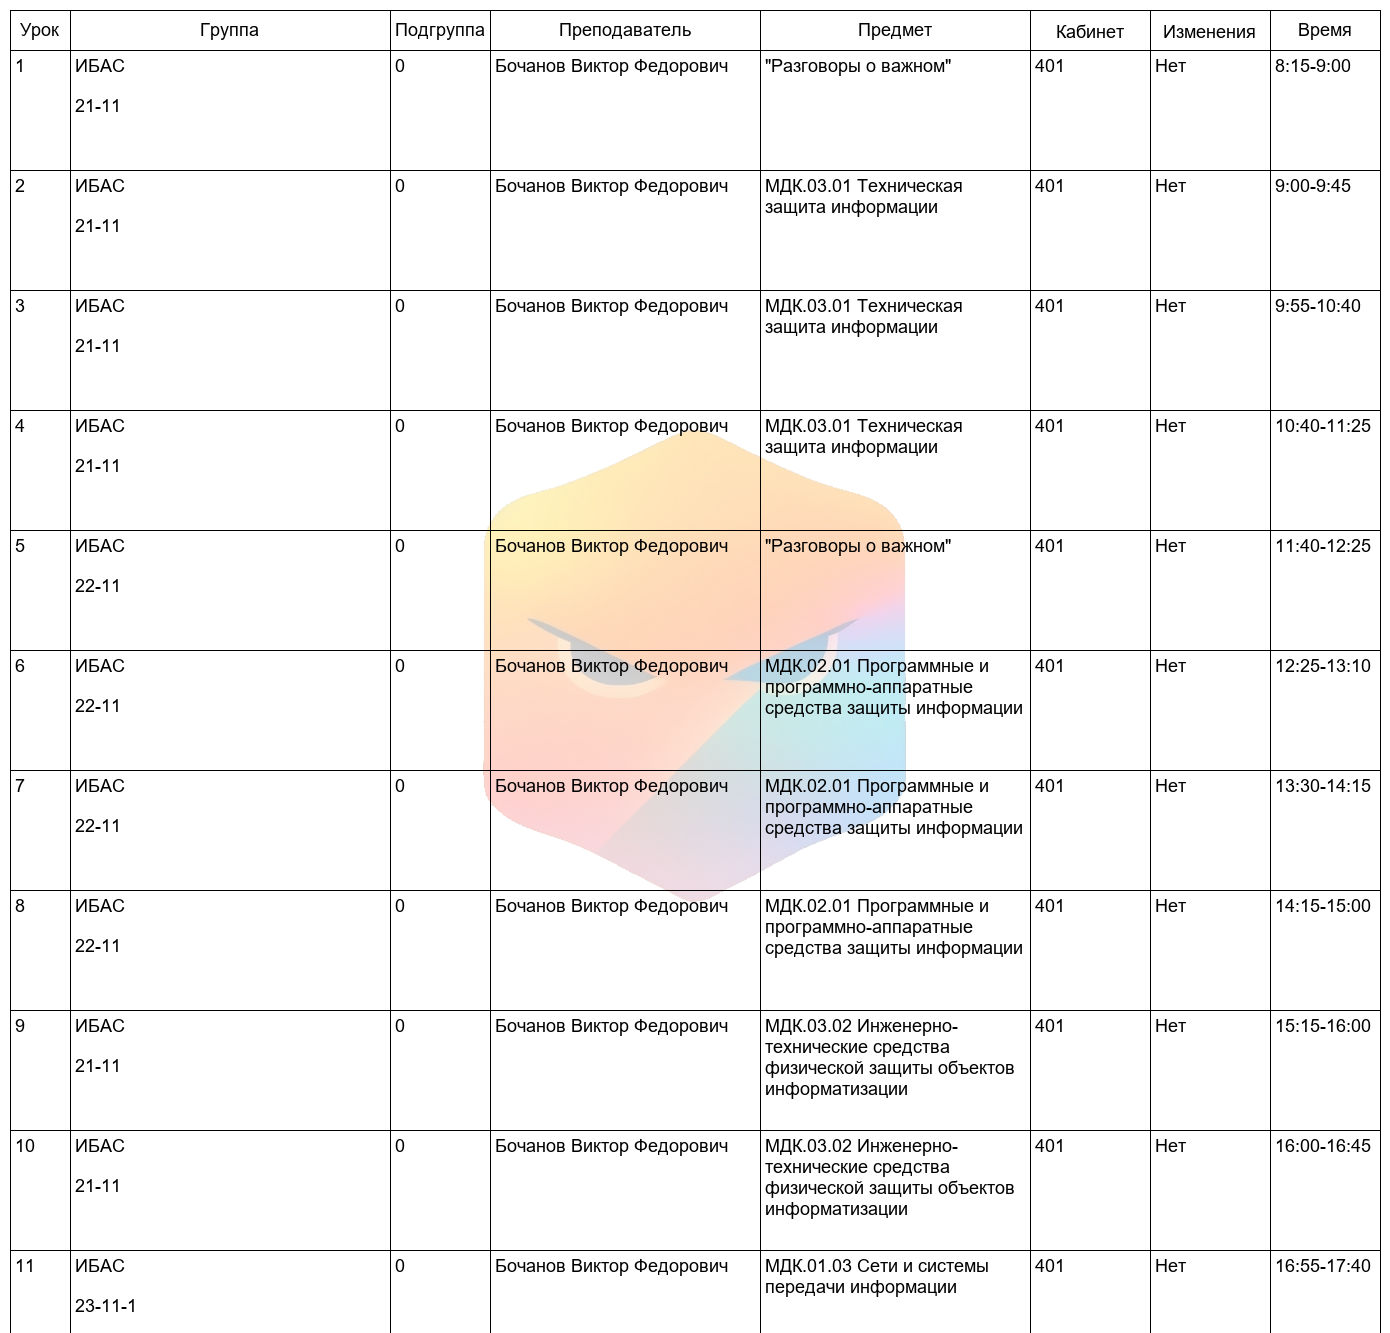 Урок Группа Подгруппа Преподаватель Предмет Кабинет Изменения Время
1 ИБАС 0 Бочанов Виктор Федорович "Разговоры о важном" 401 Нет 8:15-9:00
21-11
2 ИБАС 0 Бочанов Виктор Федорович МДК.03.01 Техническая 401 Нет 9:00-9:45
защита информации
21-11
3 ИБАС 0 Бочанов Виктор Федорович МДК.03.01 Техническая 401 Нет 9:55-10:40
защита информации
21-11
4 ИБАС 0 Бочанов Виктор Федорович МДК.03.01 Техническая 401 Нет 10:40-11:25
защита информации
21-11
5 ИБАС 0 Бочанов Виктор Федорович "Разговоры о важном" 401 Нет 11:40-12:25
22-11
6 ИБАС 0 Бочанов Виктор Федорович МДК.02.01 Программные и 401 Нет 12:25-13:10
программно-аппаратные
22-11 средства защиты информации
7 ИБАС 0 Бочанов Виктор Федорович МДК.02.01 Программные и 401 Нет 13:30-14:15
программно-аппаратные
22-11 средства защиты информации
8 ИБАС 0 Бочанов Виктор Федорович МДК.02.01 Программные и 401 Нет 14:15-15:00
программно-аппаратные
22-11 средства защиты информации
9 ИБАС 0 Бочанов Виктор Федорович МДК.03.02 Инженерно- 401 Нет 15:15-16:00
технические средства
21-11 физической защиты объектов
информатизации
10 ИБАС 0 Бочанов Виктор Федорович МДК.03.02 Инженерно- 401 Нет 16:00-16:45
технические средства
21-11 физической защиты объектов
информатизации
11 ИБАС 0 Бочанов Виктор Федорович МДК.01.03 Сети и системы 401 Нет 16:55-17:40
передачи информации
23-11-1